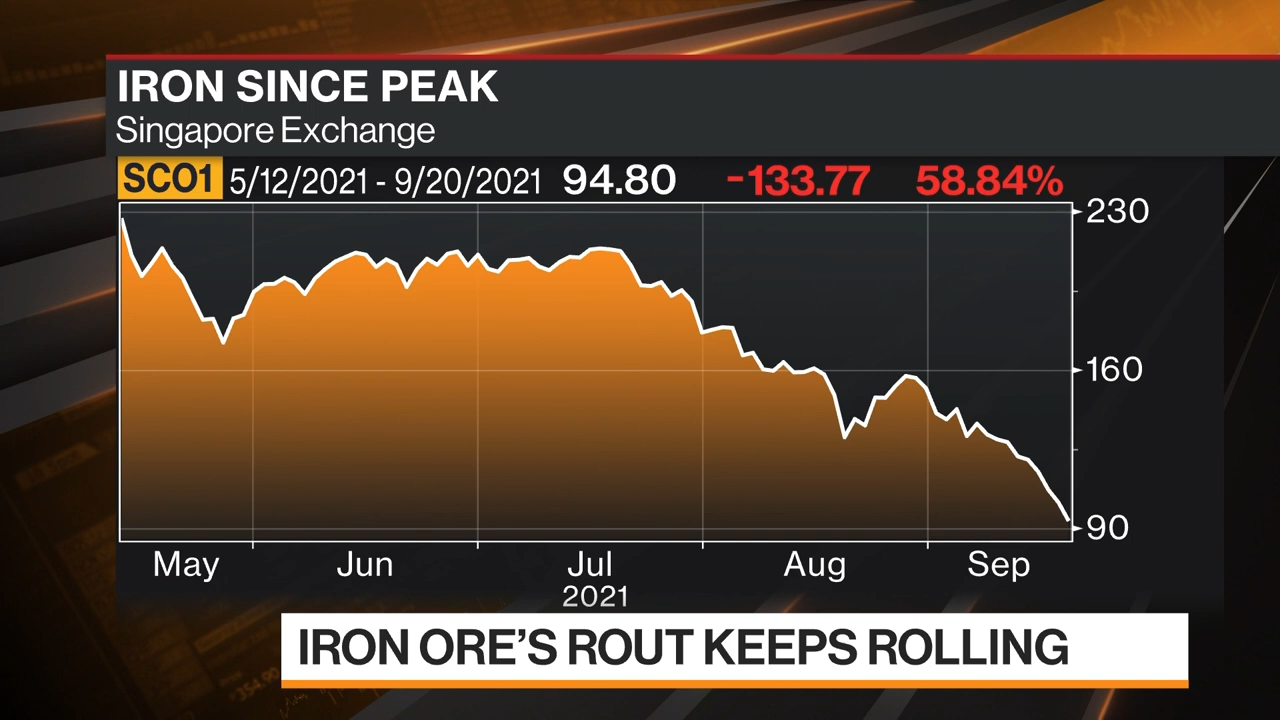 IRON SINCE PEAK
Singapore Exchange
SCO1 5/12/2021 - 9/20/2021 94.80 -133.77 58.84%
230
160
90
May Jun Jul Aug Sep
2021
IRON ORE'S ROUT KEEPS ROLLING